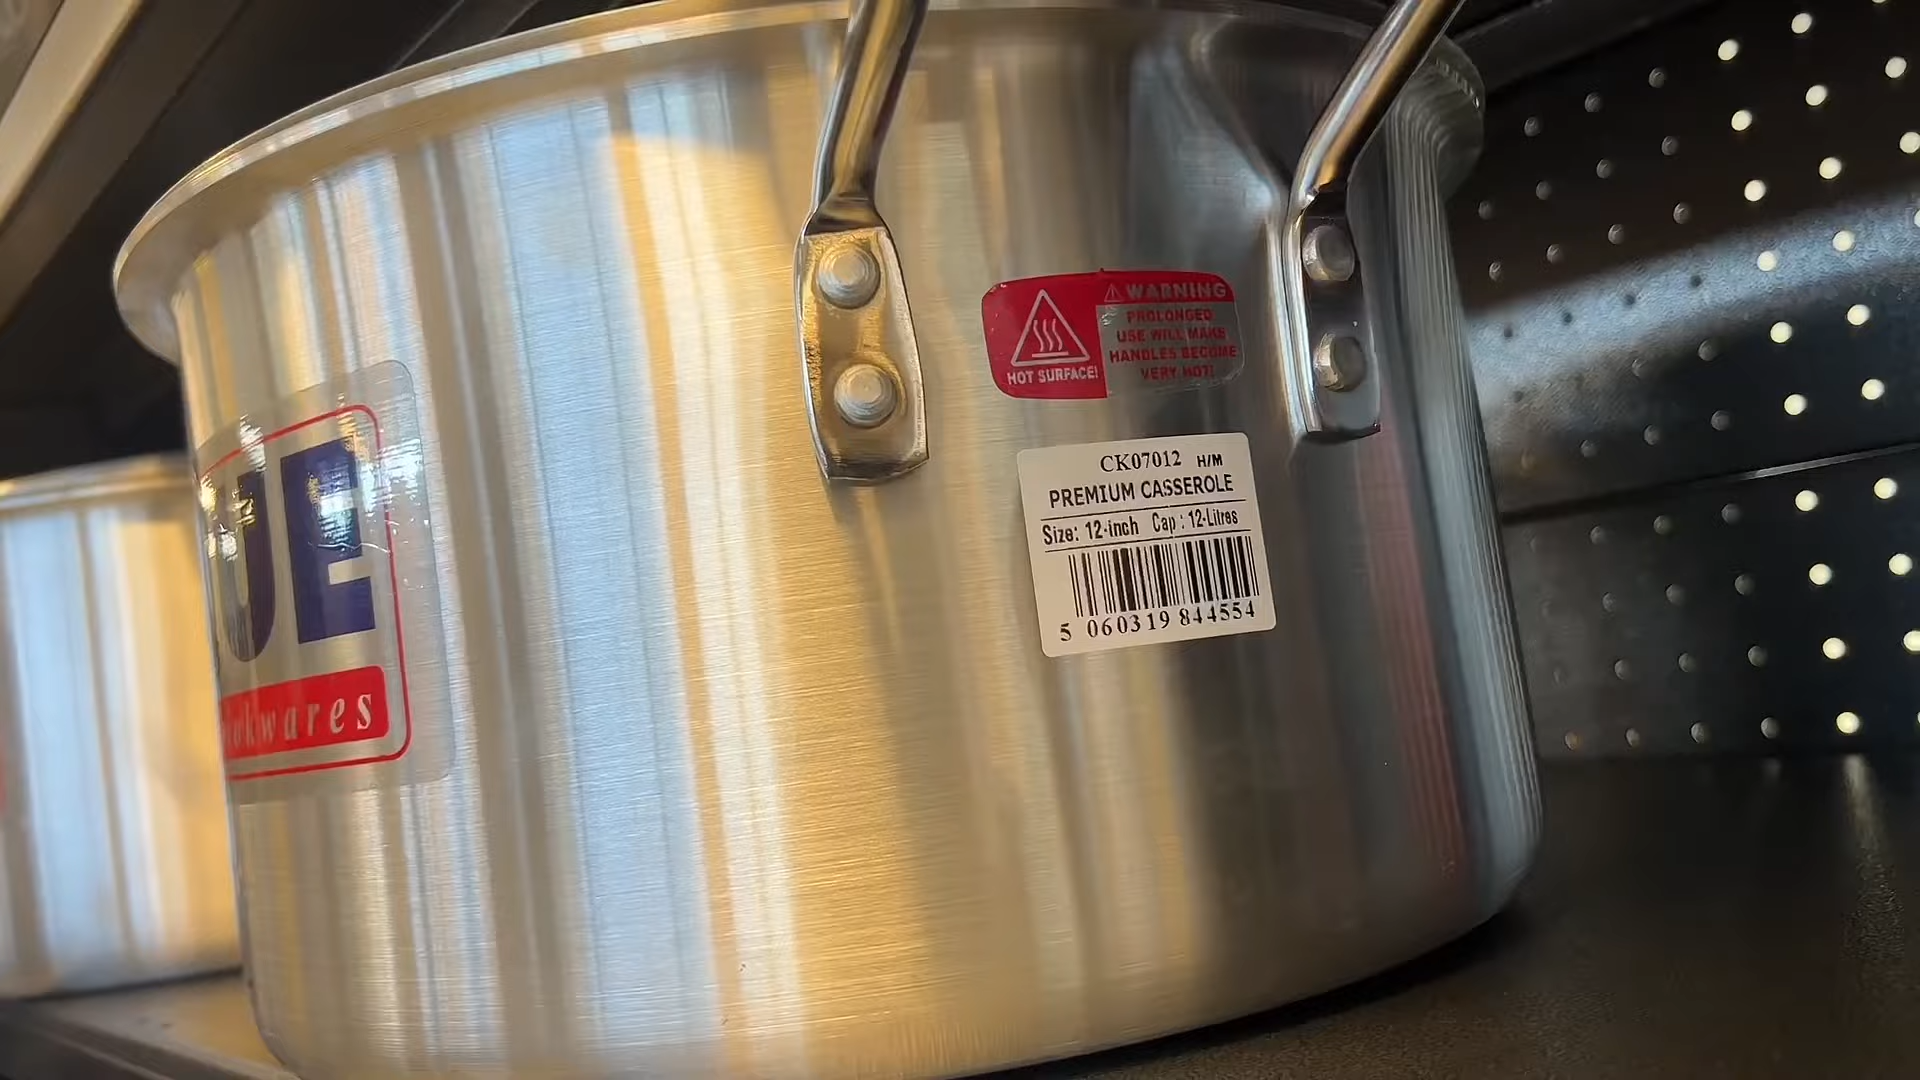 UE
okwares
HOT SURFACE!
WARNING
PROLONGED
USE WILL MAKE
HANDLES BECOME
VERY HOT!
CK07012 H/M
PREMIUM CASSEROLE
Size: 12-inch Cap : 12-Litres
5 060319 844554